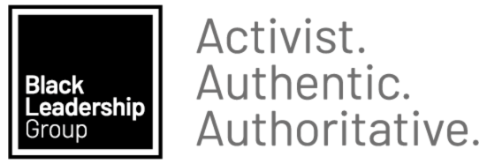 Black
Leadership
Group
Activist.
Authentic.
Authoritative.